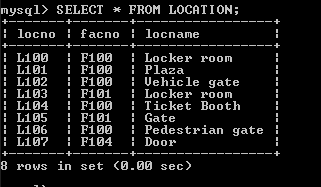 mysql> SELECT * FROM LOCATION;
| locno | facno | locname |
| L100 | F100 | Locker room |
| L101 | F100 | Plaza |
| L102 | F100 | Vehicle gate |
| L103 | F101 | Locker room |
| L104 | F100 | Ticket Booth |
| L105 | F101 | Gate |
| L106 | F100 | Pedestrian gate |
| L107 | F104 | Door |
8 rows in set (0.00 sec)